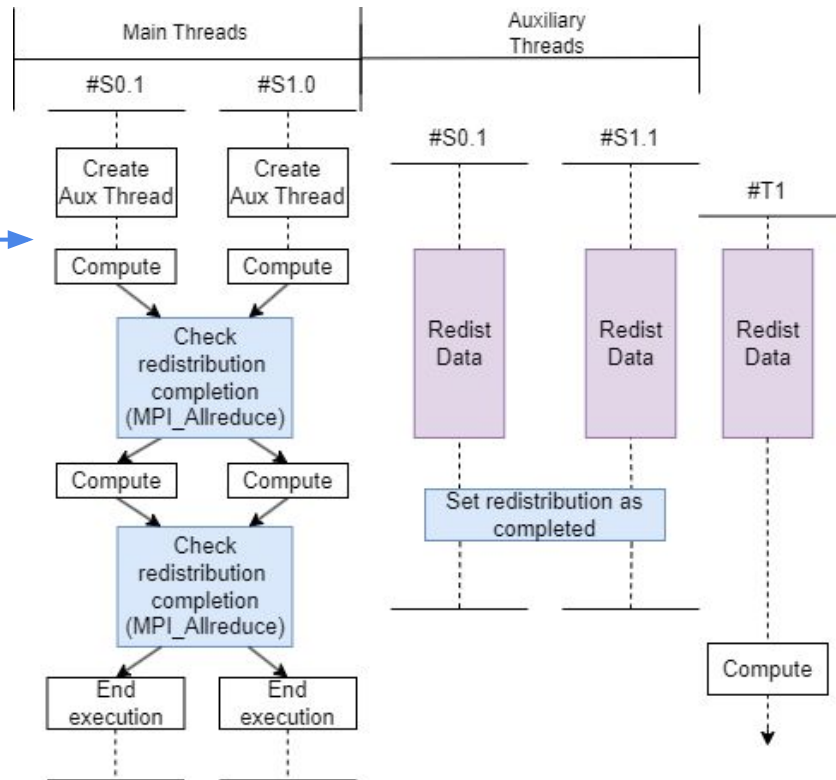 Main Threads
Auxiliary
Threads
#S0.1
#S1.0
#S0.1
#S1.1
#T1
Create
Aux Thread
Create
Aux Thread
Compute
Compute
Redist
Data
Redist
Data
Redist
Data
Check
redistribution
completion
(MPI_Allreduce)
Compute
Compute
Set redistribution as
completed
Check
redistribution
completion
(MPI_Allreduce)
Compute
End
execution
End
execution